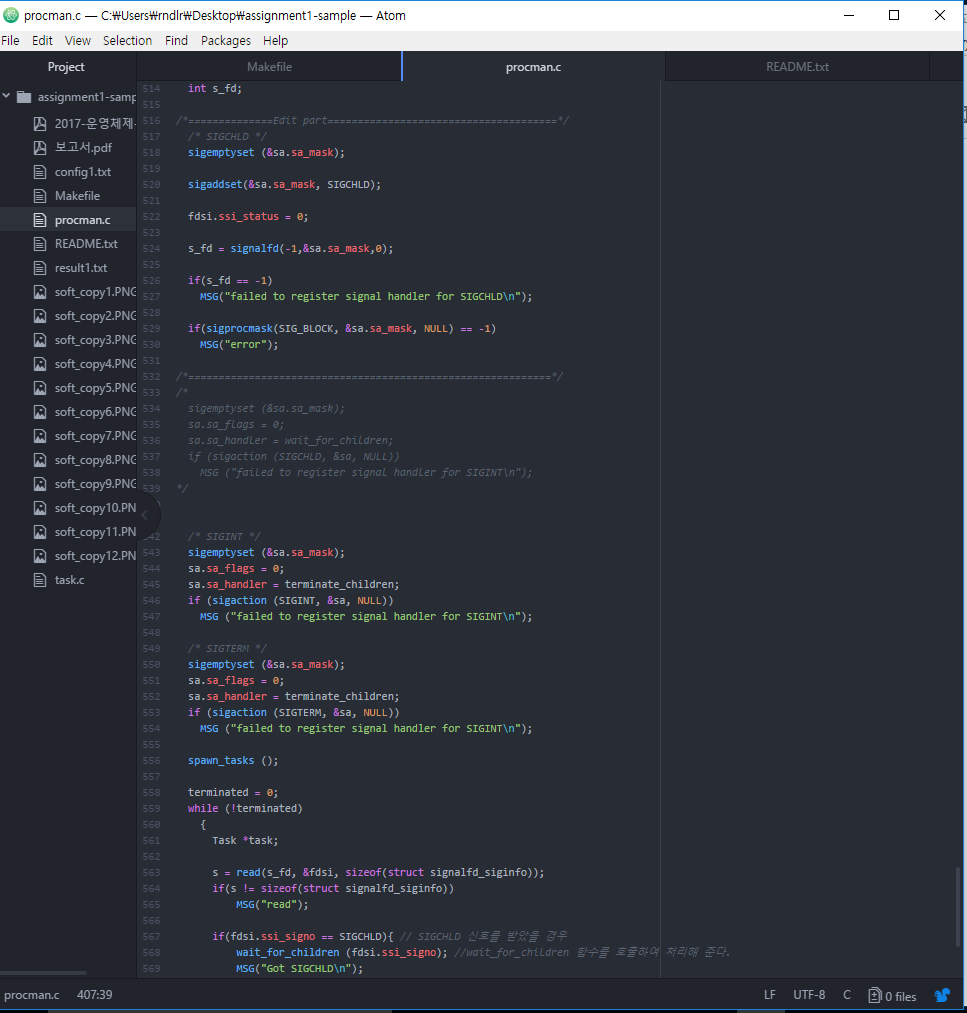 procman.c — C:₩Users₩rndlr₩Desktop₩assignment1-sample — Atom
File Edit View Selection Find Packages Help
Project
Makefile
procman.c
README.txt
assignment1-samp
2017-운영체제-
보고서.pdf
config1.txt
Makefile
procman.c
README.txt
result1.txt
soft_copy1.PNG
soft_copy2.PNG
soft_copy3.PNG
soft_copy4.PNG
soft_copy5.PNG
soft_copy6.PNG
soft_copy7.PNG
soft_copy8.PNG
soft_copy9.PNG
soft_copy10.PN
soft_copy11.PN
soft_copy12.PN
task.c
514 int s_fd;
515
516 /*==============Edit part======================================*/
517 /* SIGCHLD */
518 sigemptyset (&sa.sa_mask);
519
520 sigaddset(&sa.sa_mask, SIGCHLD);
521
522 fdsi.ssi_status = 0;
523
524 s_fd = signalfd(-1,&sa.sa_mask,0);
525
526 if(s_fd == -1)
527 MSG("failed to register signal handler for SIGCHLD\n");
528
529 if(sigprocmask(SIG_BLOCK, &sa.sa_mask, NULL) == -1)
530 MSG("error");
531
532 /*============================================================*/
533 /*
534 sigemptyset (&sa.sa_mask);
535 sa.sa_flags = 0;
536 sa.sa_handler = wait_for_children;
537 if (sigaction (SIGCHLD, &sa, NULL))
538 MSG ("failed to register signal handler for SIGINT\n");
539 */
542 /* SIGINT */
543 sigemptyset (&sa.sa_mask);
544 sa.sa_flags = 0;
545 sa.sa_handler = terminate_children;
546 if (sigaction (SIGINT, &sa, NULL))
547 MSG ("failed to register signal handler for SIGINT\n");
548
549 /* SIGTERM */
550 sigemptyset (&sa.sa_mask);
551 sa.sa_flags = 0;
552 sa.sa_handler = terminate_children;
553 if (sigaction (SIGTERM, &sa, NULL))
554 MSG ("failed to register signal handler for SIGINT\n");
555
556 spawn_tasks ();
557
558 terminated = 0;
559 while (!terminated)
560 {
561 Task *task;
562
563 s = read(s_fd, &fdsi, sizeof(struct signalfd_siginfo));
564 if(s != sizeof(struct signalfd_siginfo))
565 MSG("read");
566
567 if(fdsi.ssi_signo == SIGCHLD){ // SIGCHLD 신호를 받았을 경우
568 wait_for_children (fdsi.ssi_signo); //wait_for_children 함수를 호출하여 처리해 준다.
569 MSG("Got SIGCHLD\n");
procman.c 407:39
LF UTF-8 C 0 files